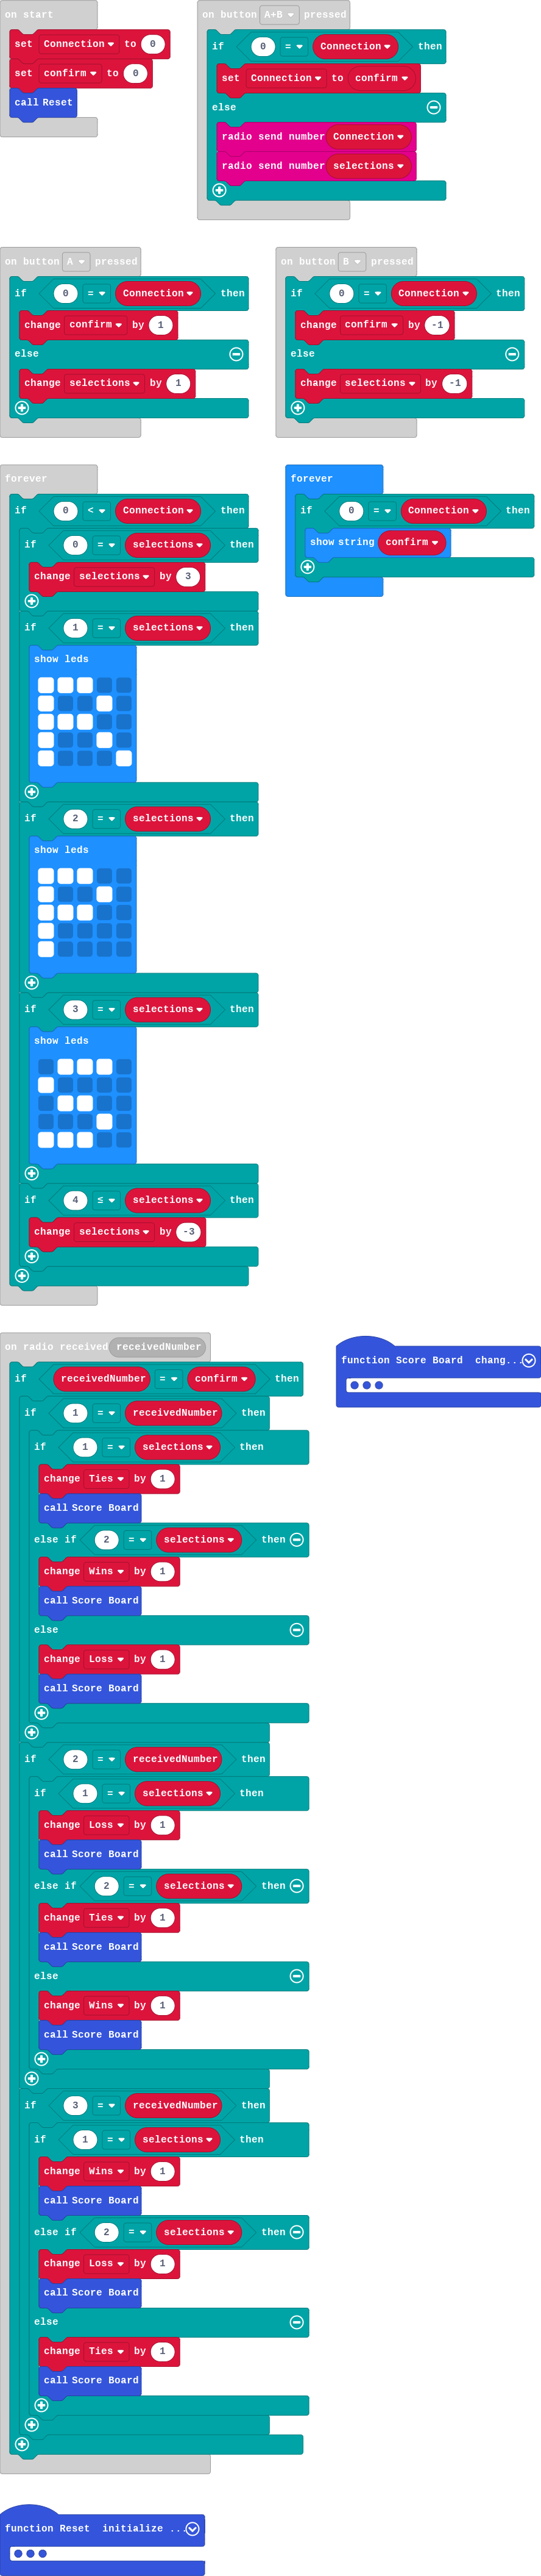 on start
set Connection to 0
set confirm to 0
call Reset
on button A+B pressed
if 0 = Connection then
set Connection to confirm
else
radio send number Connection
radio send number selections
on button A pressed
if 0 = Connection then
change confirm by 1
else
change selections by 1
on button B pressed
if 0 = Connection then
change confirm by -1
else
change selections by -1
forever
if 0 < Connection then
if 0 = selections then
change selections by 3
if 1 = selections then
show leds
if 2 = selections then
show leds
if 3 = selections then
show leds
if 4 ≤ selections then
change selections by -3
forever
if 0 = Connection then
show string confirm
on radio received receivedNumber
if receivedNumber = confirm then
if 1 = receivedNumber then
if 1 = selections then
change Ties by 1
call Score Board
else if 2 = selections then
change Wins by 1
call Score Board
else
change Loss by 1
call Score Board
if 2 = receivedNumber then
if 1 = selections then
change Loss by 1
call Score Board
else if 2 = selections then
change Ties by 1
call Score Board
else
change Wins by 1
call Score Board
if 3 = receivedNumber then
if 1 = selections then
change Wins by 1
call Score Board
else if 2 = selections then
change Loss by 1
call Score Board
else
change Ties by 1
call Score Board
function Score Board chang...
function Reset initialize ...